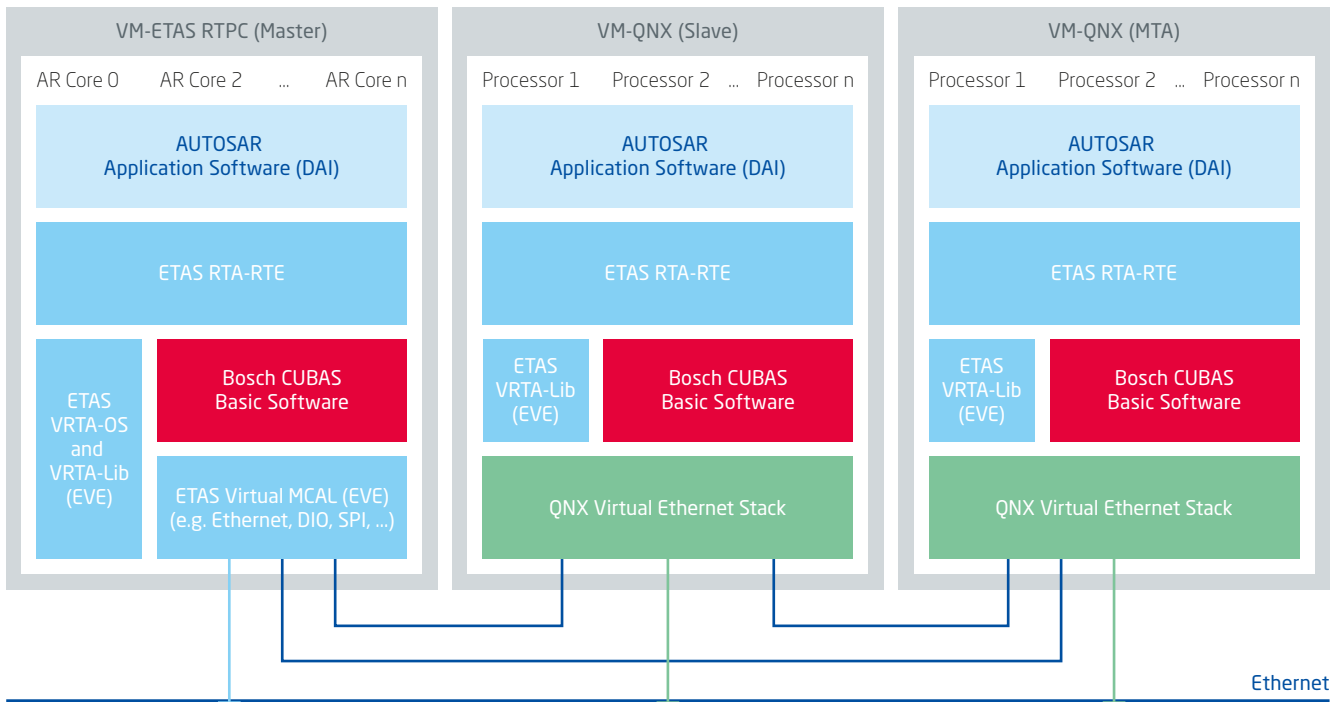 VM-ETAS RTPC (Master)
AR Core 0 AR Core 2 ... AR Core n
AUTOSAR
Application Software (DAI)
ETAS RTA-RTE
ETAS
VRTA-OS
and
VRTA-Lib
(EVE)
Bosch CUBAS
Basic Software
ETAS Virtual MCAL (EVE)
(e.g. Ethernet, DIO, SPI, ...)
VM-QNX (Slave)
Processor 1 Processor 2 ... Processor n
AUTOSAR
Application Software (DAI)
ETAS RTA-RTE
ETAS
VRTA-Lib
(EVE)
Bosch CUBAS
Basic Software
QNX Virtual Ethernet Stack
VM-QNX (MTA)
Processor 1 Processor 2 ... Processor n
AUTOSAR
Application Software (DAI)
ETAS RTA-RTE
ETAS
VRTA-Lib
(EVE)
Bosch CUBAS
Basic Software
QNX Virtual Ethernet Stack
Ethernet